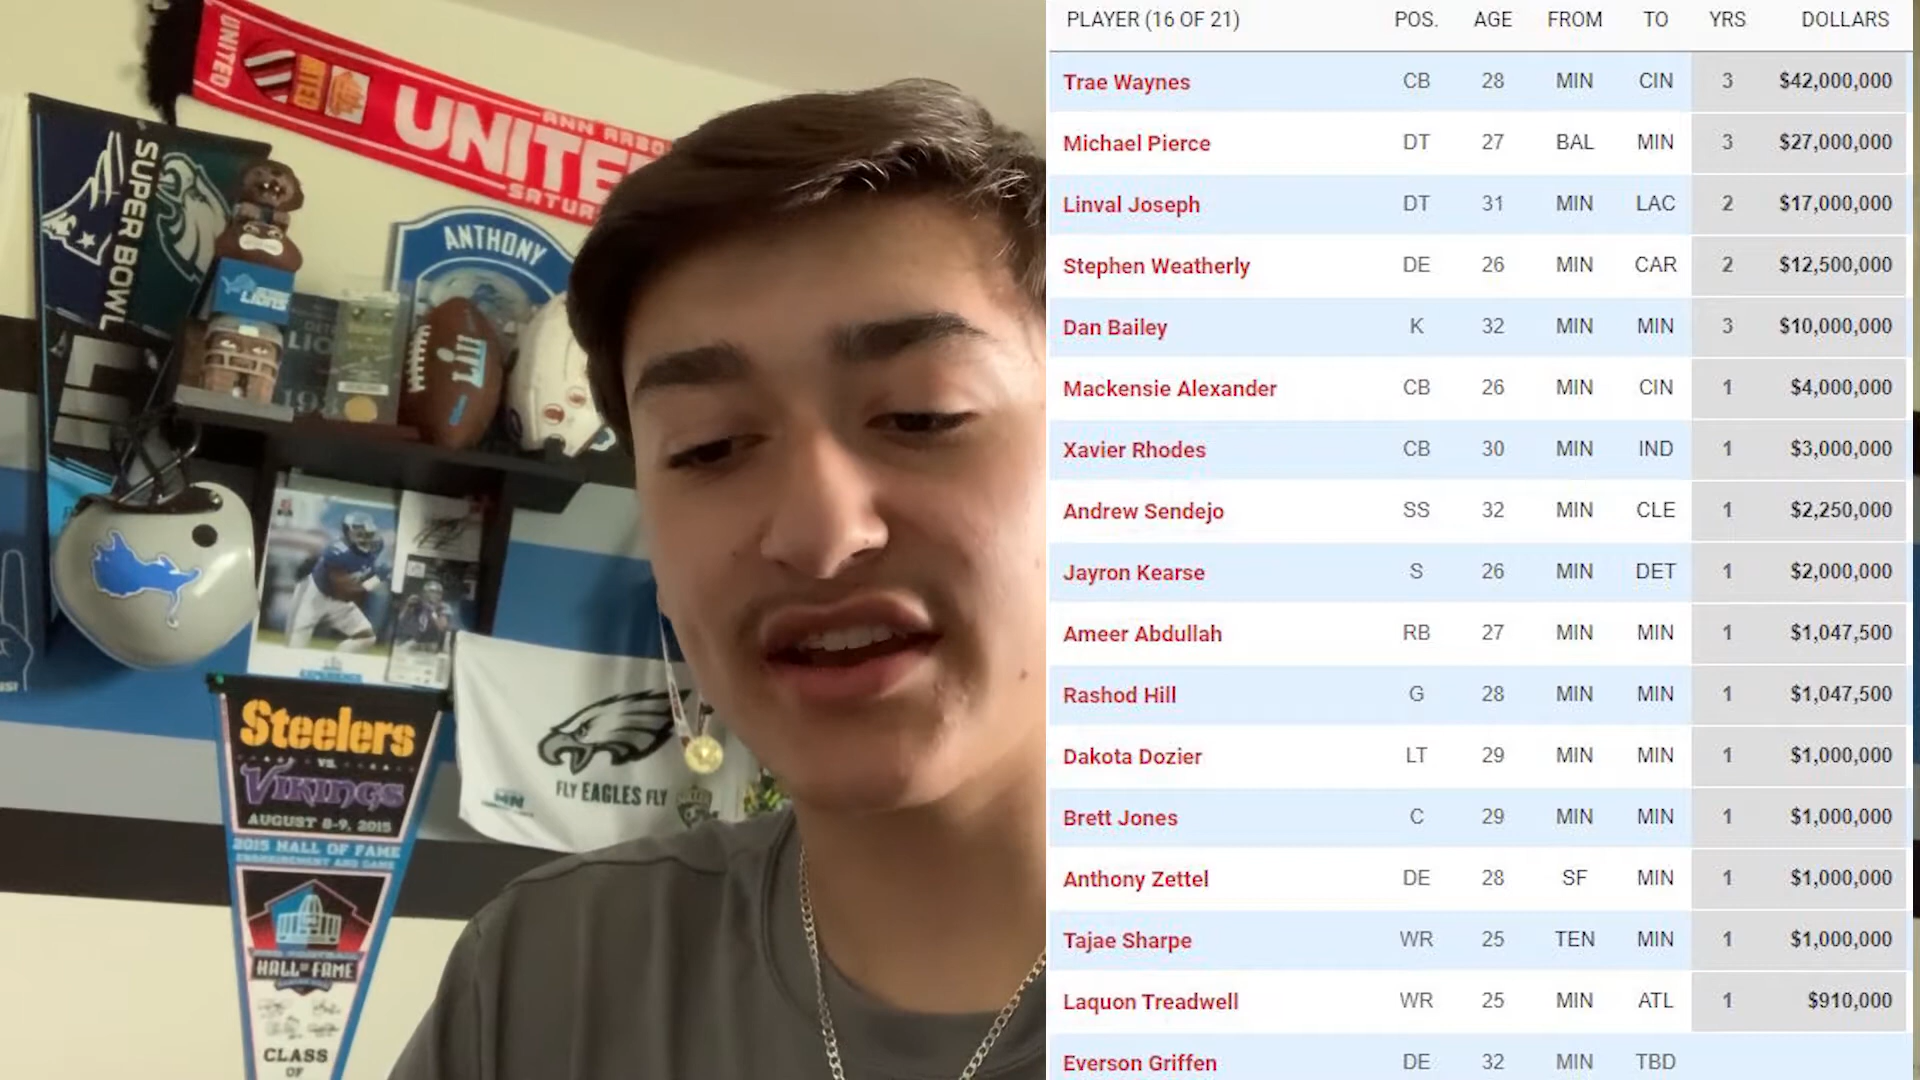 UNITED
ANN ARBO
UNITE
SATUR
SUPER BOWL
ANTHONY
LIONS
LII
Steelers
VS.
VIKINGS
AUGUST 8-9, 2015
2015 HALL OF FAME
ENSHRINEMENT AND GAME
HALL OF FAME
CLASS
OF
FLY EAGLES FLY
PLAYER (16 OF 21) POS. AGE FROM TO YRS DOLLARS
Trae Waynes CB 28 MIN CIN 3 $42,000,000
Michael Pierce DT 27 BAL MIN 3 $27,000,000
Linval Joseph DT 31 MIN LAC 2 $17,000,000
Stephen Weatherly DE 26 MIN CAR 2 $12,500,000
Dan Bailey K 32 MIN MIN 3 $10,000,000
Mackensie Alexander CB 26 MIN CIN 1 $4,000,000
Xavier Rhodes CB 30 MIN IND 1 $3,000,000
Andrew Sendejo SS 32 MIN CLE 1 $2,250,000
Jayron Kearse S 26 MIN DET 1 $2,000,000
Ameer Abdullah RB 27 MIN MIN 1 $1,047,500
Rashod Hill G 28 MIN MIN 1 $1,047,500
Dakota Dozier LT 29 MIN MIN 1 $1,000,000
Brett Jones C 29 MIN MIN 1 $1,000,000
Anthony Zettel DE 28 SF MIN 1 $1,000,000
Tajae Sharpe WR 25 TEN MIN 1 $1,000,000
Laquon Treadwell WR 25 MIN ATL 1 $910,000
Everson Griffen DE 32 MIN TBD